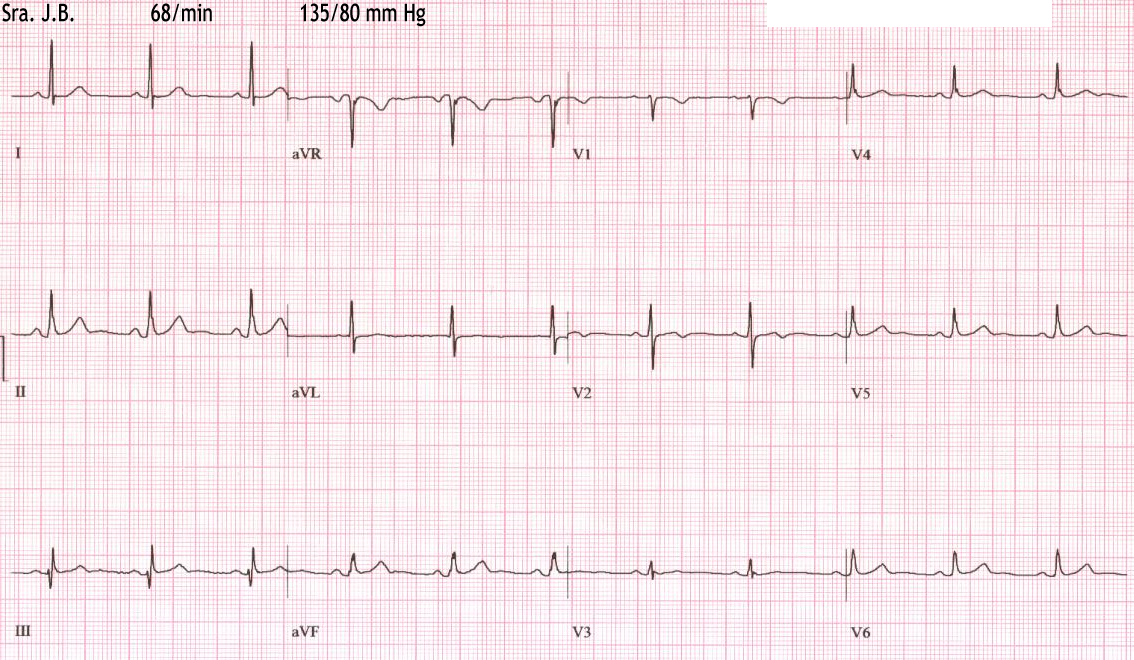 Sra. J.B. 68/min 135/80 mm Hg
I aVR V1 V4
II aVL V2 V5
III aVF V3 V6